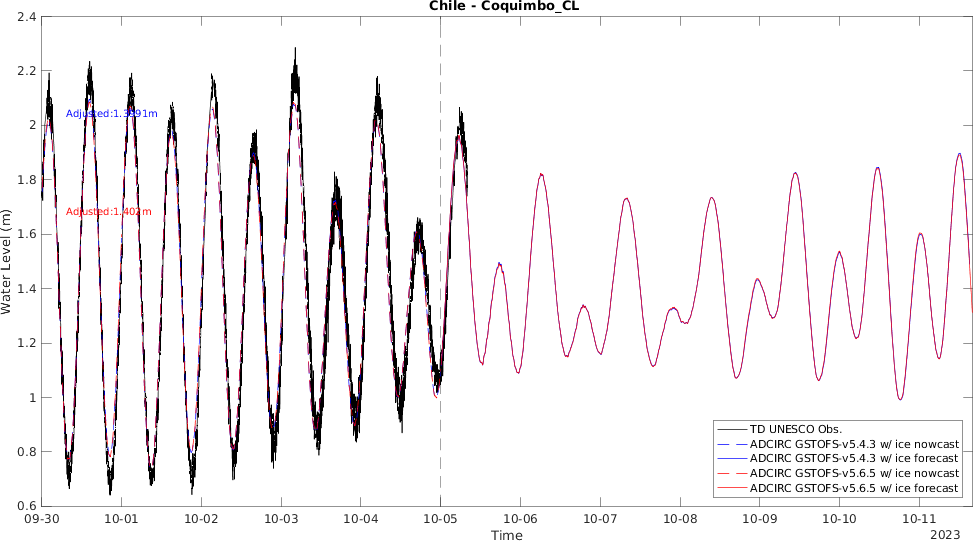 Chile - Coquimbo_CL
2.4
2.2
2
1.8
1.6
1.4
1.2
1
0.8
0.6
Water Level (m)
Adjusted:1.402m
09-30
10-01
10-02
10-03
10-04
10-05
10-06
10-07
10-08
10-09
10-10
10-11
2023
Time
TD UNESCO Obs.
ADCIRC GSTOFS-v5.4.3 w/ ice nowcast
ADCIRC GSTOFS-v5.4.3 w/ ice forecast
ADCIRC GSTOFS-v5.6.5 w/ ice nowcast
ADCIRC GSTOFS-v5.6.5 w/ ice forecast